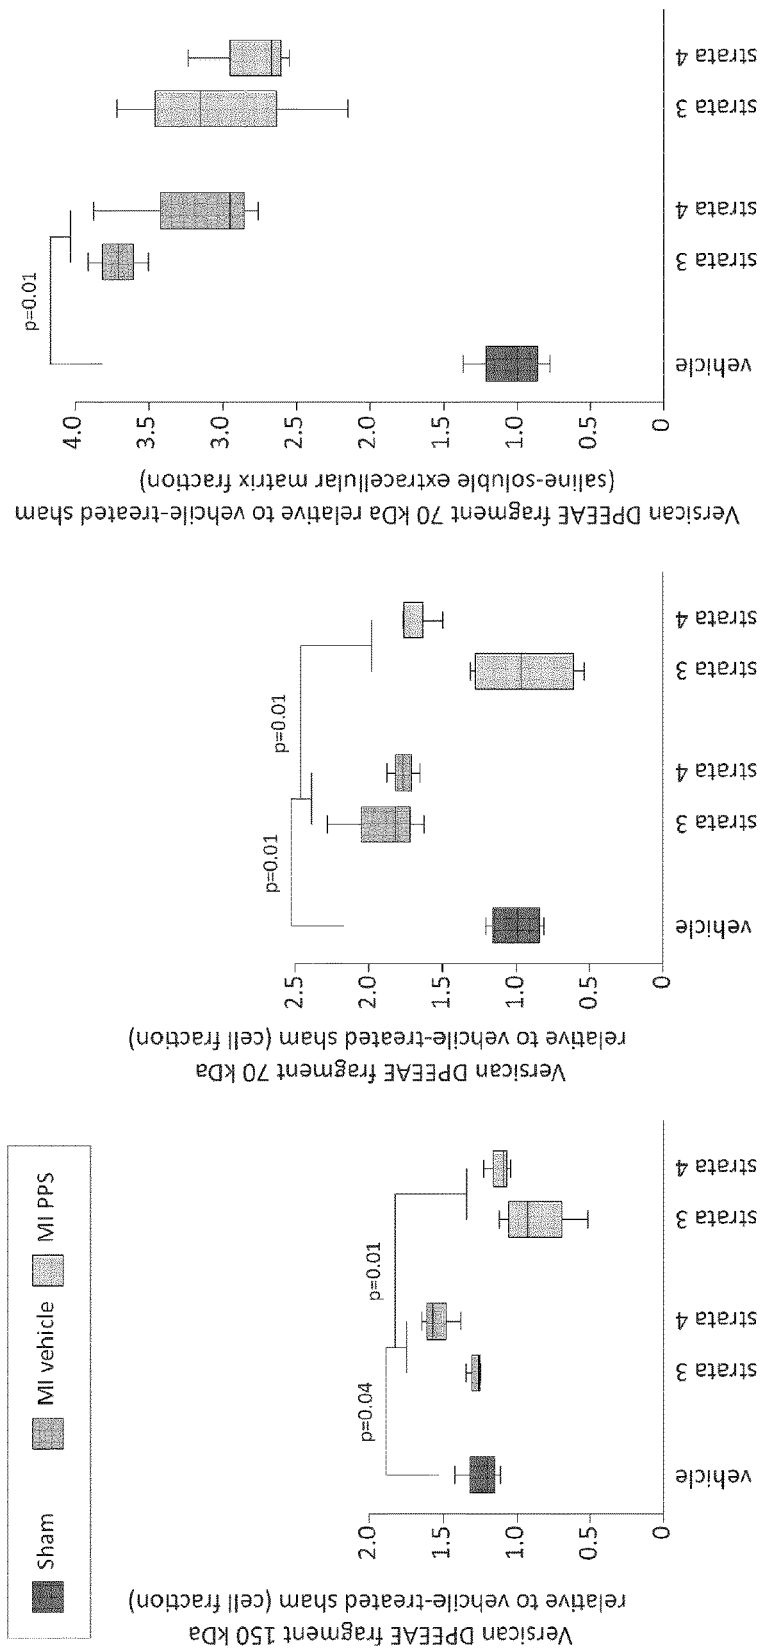 Sham
MI vehicle
MI PPS
Versican DPEEAE fragment 150 kDa
relative to vehcile-treated sham (cell fraction)
2.0
1.5
1.0
0.5
0
p=0.04
p=0.01
vehicle
strata 3
strata 4
strata 3
strata 4
Versican DPEEAE fragment 70 kDa
relative to vehcile-treated sham (cell fraction)
2.5
2.0
1.5
1.0
0.5
0
p=0.01
p=0.01
vehicle
strata 3
strata 4
strata 3
strata 4
Versican DPEEAE fragment 70 kDa relative to vehcile-treated sham
(saline-soluble extracellular matrix fraction)
4.0
3.5
3.0
2.5
2.0
1.5
1.0
0.5
0
p=0.01
vehicle
strata 3
strata 4
strata 3
strata 4